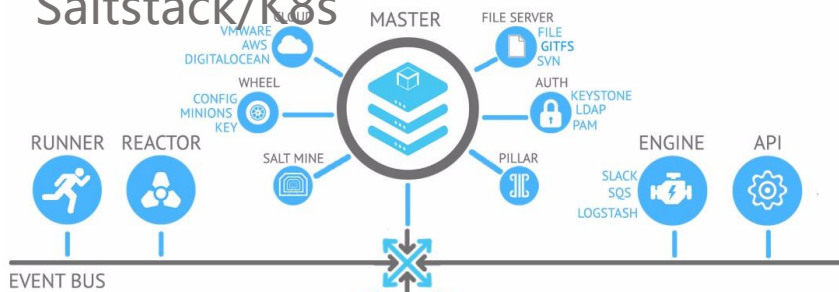 Saltstack/K8s
CLOUD
VMWARE
AWS
DIGITALOCEAN
MASTER
FILE SERVER
FILE
GITFS
SVN
WHEEL
CONFIG
MINIONS
KEY
AUTH
KEYSTONE
LDAP
PAM
RUNNER
REACTOR
SALT MINE
PILLAR
ENGINE
SLACK
SQS
LOGSTASH
API
EVENT BUS